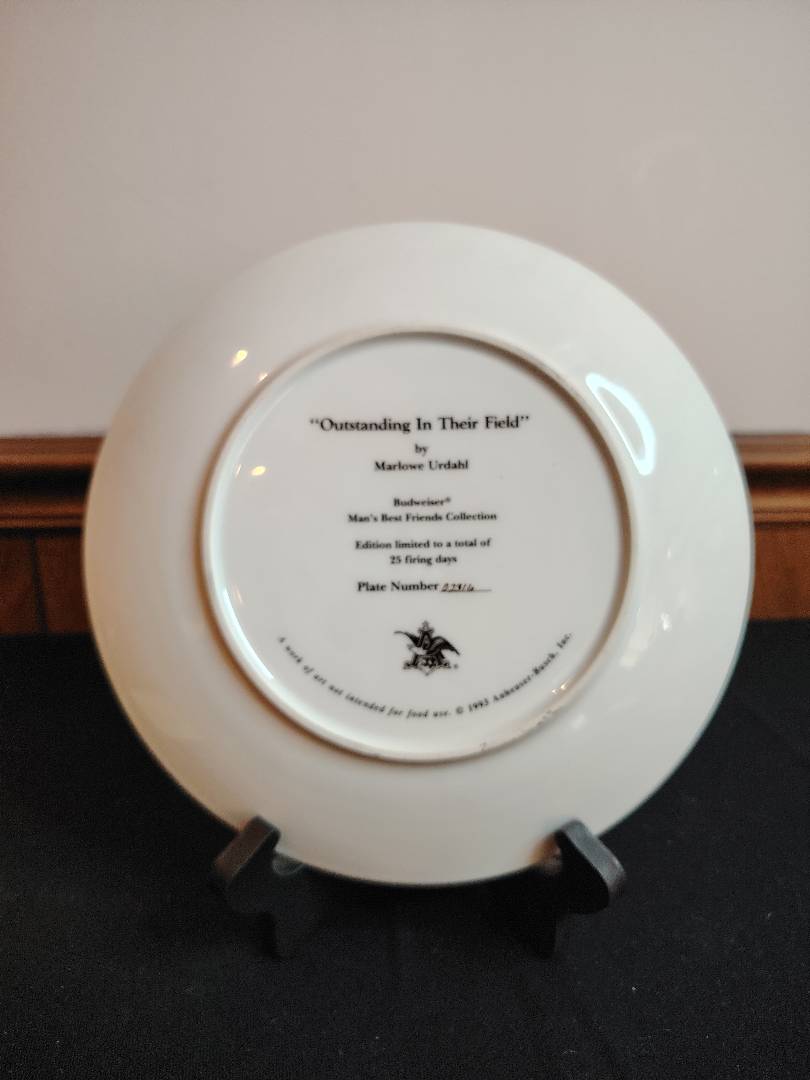 "Outstanding In Their Field"
by
Marlowe Urdahl
Budweiser®
Man's Best Friends Collection
Edition limited to a total of
25 firing days
Plate Number
A work of art not intended for food use. © 1993 Anheuser-Busch, Inc.